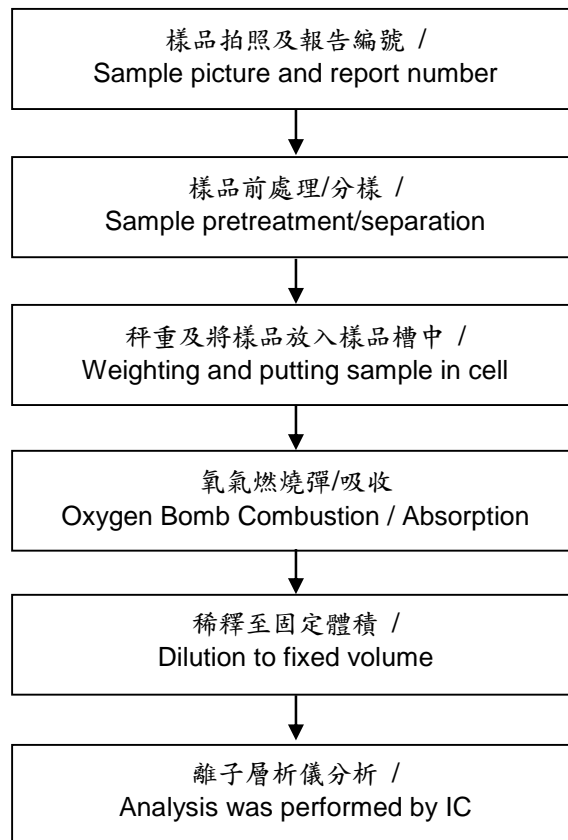 樣品拍照及報告編號 /
Sample picture and report number
樣品前處理/分樣 /
Sample pretreatment/separation
秤重及將樣品放入樣品槽中 /
Weighting and putting sample in cell
氧氣燃燒彈/吸收
Oxygen Bomb Combustion / Absorption
稀釋至固定體積 /
Dilution to fixed volume
離子層析儀分析 /
Analysis was performed by IC